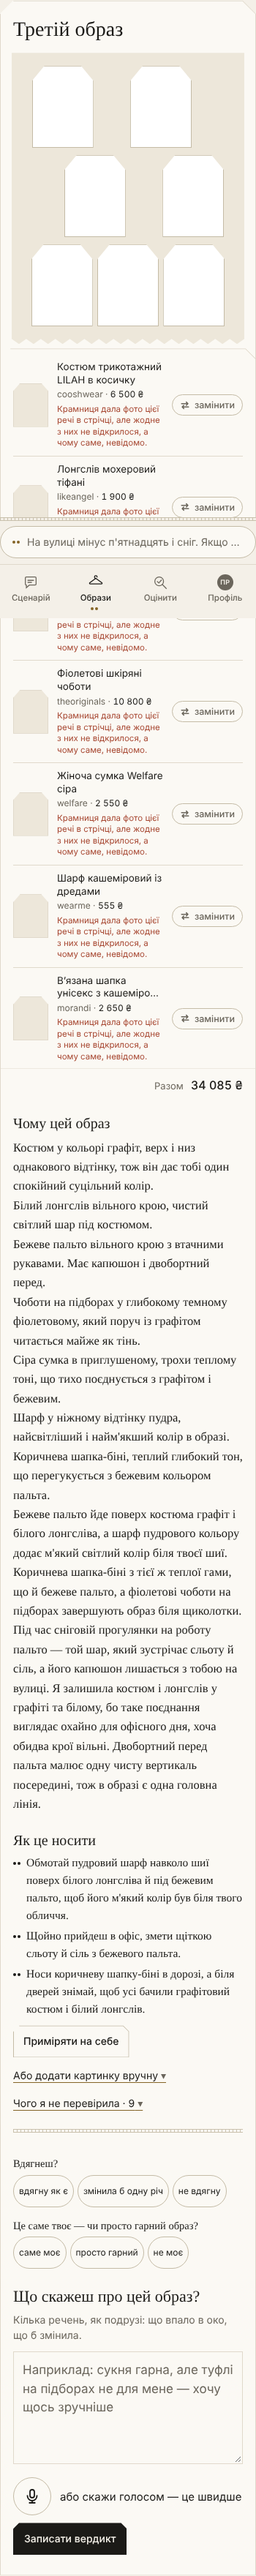 Третій образ
Костюм трикотажний
LILAH в косичку
cooshwear · 6 500 ₴
Крамниця дала фото цієї
речі в стрічці, але жодне
з них не відкрилося, а
чому саме, невідомо.
замінити
Лонгслів мохеровий
тіфані
likeangel · 1 900 ₴
Крамниця дала фото цієї
замінити
На вулиці мінус п'ятнадцять і сніг. Якщо ...
Сценарій
Образи
Оцінити
ПР
Профіль
речі в стрічці, але жодне
з них не відкрилося, а
чому саме, невідомо.
Фіолетові шкіряні
чоботи
theoriginals · 10 800 ₴
Крамниця дала фото цієї
речі в стрічці, але жодне
з них не відкрилося, а
чому саме, невідомо.
замінити
Жіноча сумка Welfare
сіра
welfare · 2 550 ₴
Крамниця дала фото цієї
речі в стрічці, але жодне
з них не відкрилося, а
чому саме, невідомо.
замінити
Шарф кашеміровий із
дредами
wearme · 555 ₴
Крамниця дала фото цієї
речі в стрічці, але жодне
з них не відкрилося, а
чому саме, невідомо.
замінити
В'язана шапка
унісекс з кашеміро...
morandi · 2 650 ₴
Крамниця дала фото цієї
речі в стрічці, але жодне
з них не відкрилося, а
чому саме, невідомо.
замінити
Разом 34 085 ₴
Чому цей образ
Костюм у кольорі графіт, верх і низ
однакового відтінку, тож він дає тобі один
спокійний суцільний колір.
Білий лонгслів вільного крою, чистий
світлий шар під костюмом.
Бежеве пальто вільного крою з втачними
рукавами. Має капюшон і двобортний
перед.
Чоботи на підборах у глибокому темному
фіолетовому, який поруч із графітом
читається майже як тінь.
Сіра сумка в приглушеному, трохи теплому
тоні, що тихо поєднується з графітом і
бежевим.
Шарф у ніжному відтінку пудра,
найсвітліший і найм'якший колір в образі.
Коричнева шапка-біні, теплий глибокий тон,
що перегукується з бежевим кольором
пальта.
Бежеве пальто йде поверх костюма графіт і
білого лонгсліва, а шарф пудрового кольору
додає м'який світлий колір біля твоєї шиї.
Коричнева шапка-біні з тієї ж теплої гами,
що й бежеве пальто, а фіолетові чоботи на
підборах завершують образ біля щиколотки.
Під час сніговій прогулянки на роботу
пальто — той шар, який зустрічає сльоту й
сіль, а його капюшон лишається з тобою на
вулиці. Я залишила костюм і лонгслів у
графіті та білому, бо таке поєднання
виглядає охайно для офісного дня, хоча
обидва крої вільні. Двобортний перед
пальта малює одну чисту вертикаль
посередині, тож в образі є одна головна
лінія.
Як це носити
•• Обмотай пудровий шарф навколо шиї
поверх білого лонгсліва й під бежевим
пальто, щоб його м'який колір був біля твого
обличчя.
•• Щойно прийдеш в офіс, змети щіткою
сльоту й сіль з бежевого пальта.
•• Носи коричневу шапку-біні в дорозі, а біля
дверей знімай, щоб усі бачили графітовий
костюм і білий лонгслів.
Приміряти на себе
Або додати картинку вручну ▾
Чого я не перевірила · 9 ▾
Вдягнеш?
вдягну як є
змінила б одну річ
не вдягну
Це саме твоє — чи просто гарний образ?
саме моє
просто гарний
не моє
Що скажеш про цей образ?
Кілька речень, як подрузі: що впало в око,
що б змінила.
Наприклад: сукня гарна, але туфлі
на підборах не для мене — хочу
щось зручніше
або скажи голосом — це швидше
Записати вердикт